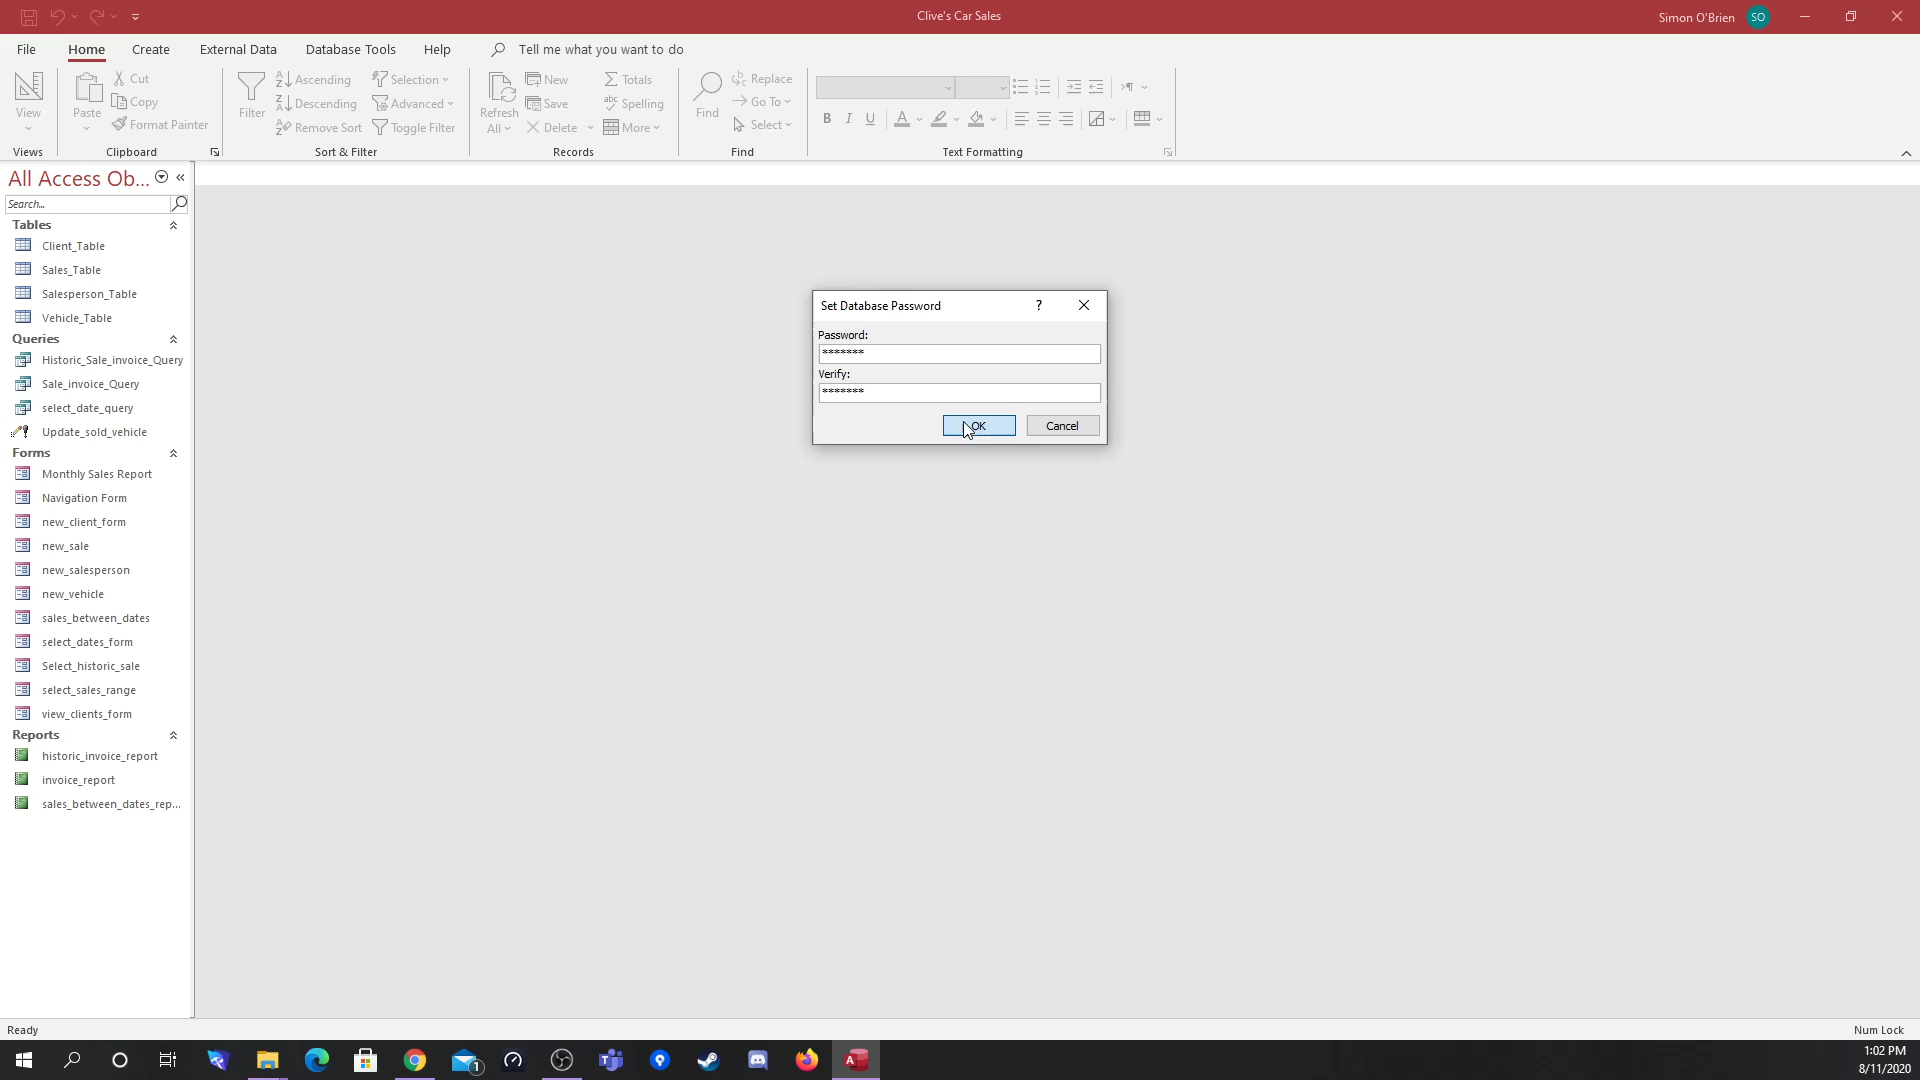 Clive's Car Sales
Simon O'Brien SO
File Home Create External Data Database Tools Help Tell me what you want to do
View
Views
Paste
Cut
Copy
Format Painter
Clipboard
Filter
Ascending
Descending
Remove Sort
Selection
Advanced
Toggle Filter
Sort & Filter
Refresh
All
New
Save
Delete
Totals
Spelling
More
Records
Find
Replace
Go To
Select
Find
B I U A
Text Formatting
All Access Ob...
Search...
Tables
Client_Table
Sales_Table
Salesperson_Table
Vehicle_Table
Queries
Historic_Sale_invoice_Query
Sale_invoice_Query
select_date_query
Update_sold_vehicle
Forms
Monthly Sales Report
Navigation Form
new_client_form
new_sale
new_salesperson
new_vehicle
sales_between_dates
select_dates_form
Select_historic_sale
select_sales_range
view_clients_form
Reports
historic_invoice_report
invoice_report
sales_between_dates_rep...
Set Database Password
?
Password:
*******
Verify:
*******
OK Cancel
Ready
Num Lock
1:02 PM
8/11/2020